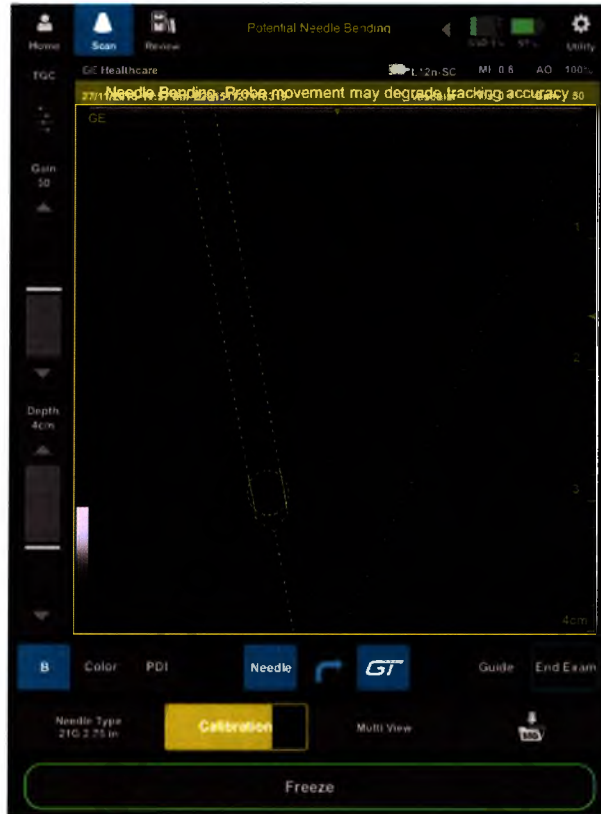 Potential Needle Bending
Home
Scan
Review
Utility
TGC
GE Healthcare
L12n-SC
MI 0.6
AO 100%
Needle Bending. Probe movement may degrade tracking accuracy
GE
Gain
50
1
2
3
4cm
Depth
4cm
B
Color
PDI
Needle
GT
Guide
End Exam
Needle Type
21G 2.75 in
Calibration
Multi View
Freeze